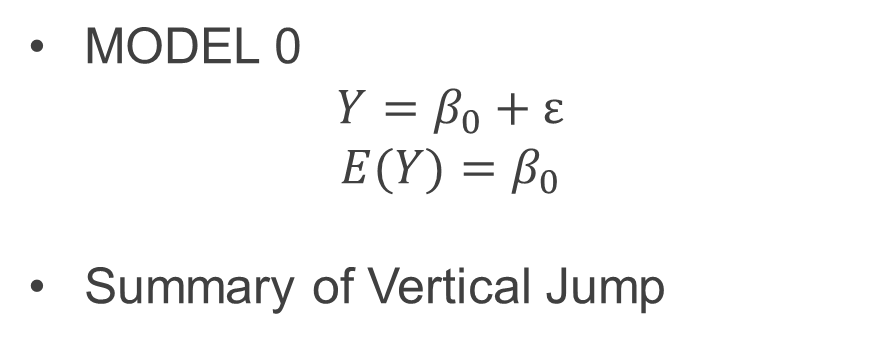 • MODEL 0
Y = β₀ + ε
E(Y) = β₀
• Summary of Vertical Jump